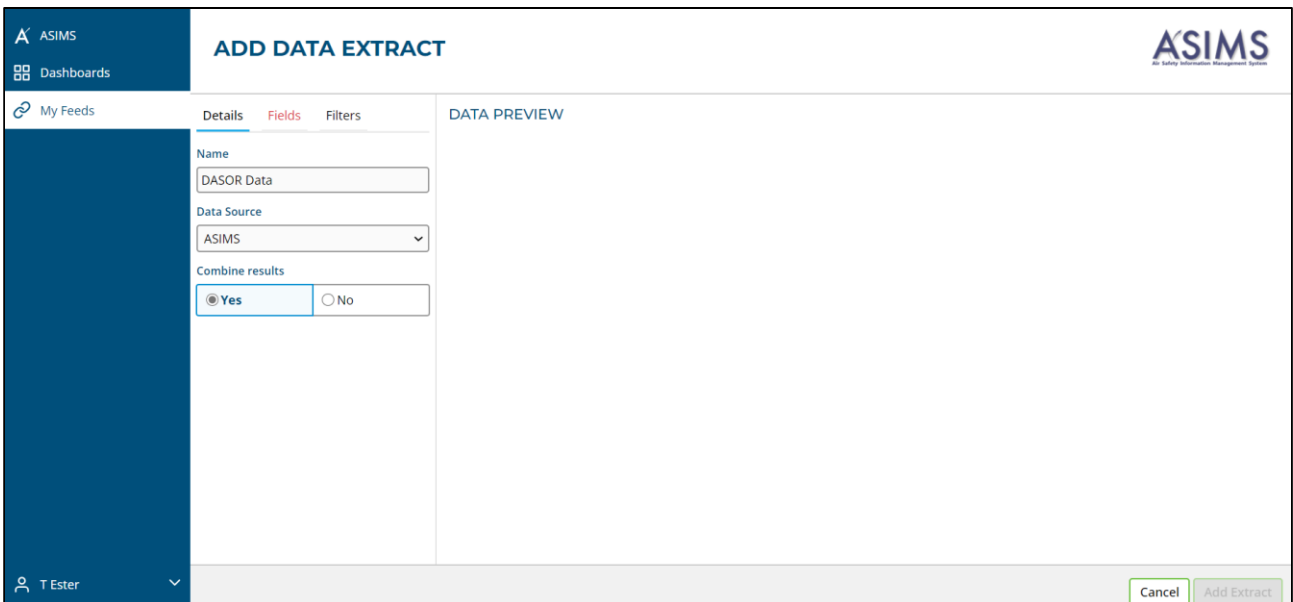 ASIMS
Dashboards
My Feeds
T Ester
ADD DATA EXTRACT
ASIMS
Air Safety Information Management System
Details Fields Filters
Name
DASOR Data
Data Source
ASIMS
Combine results
Yes No
DATA PREVIEW
Cancel Add Extract